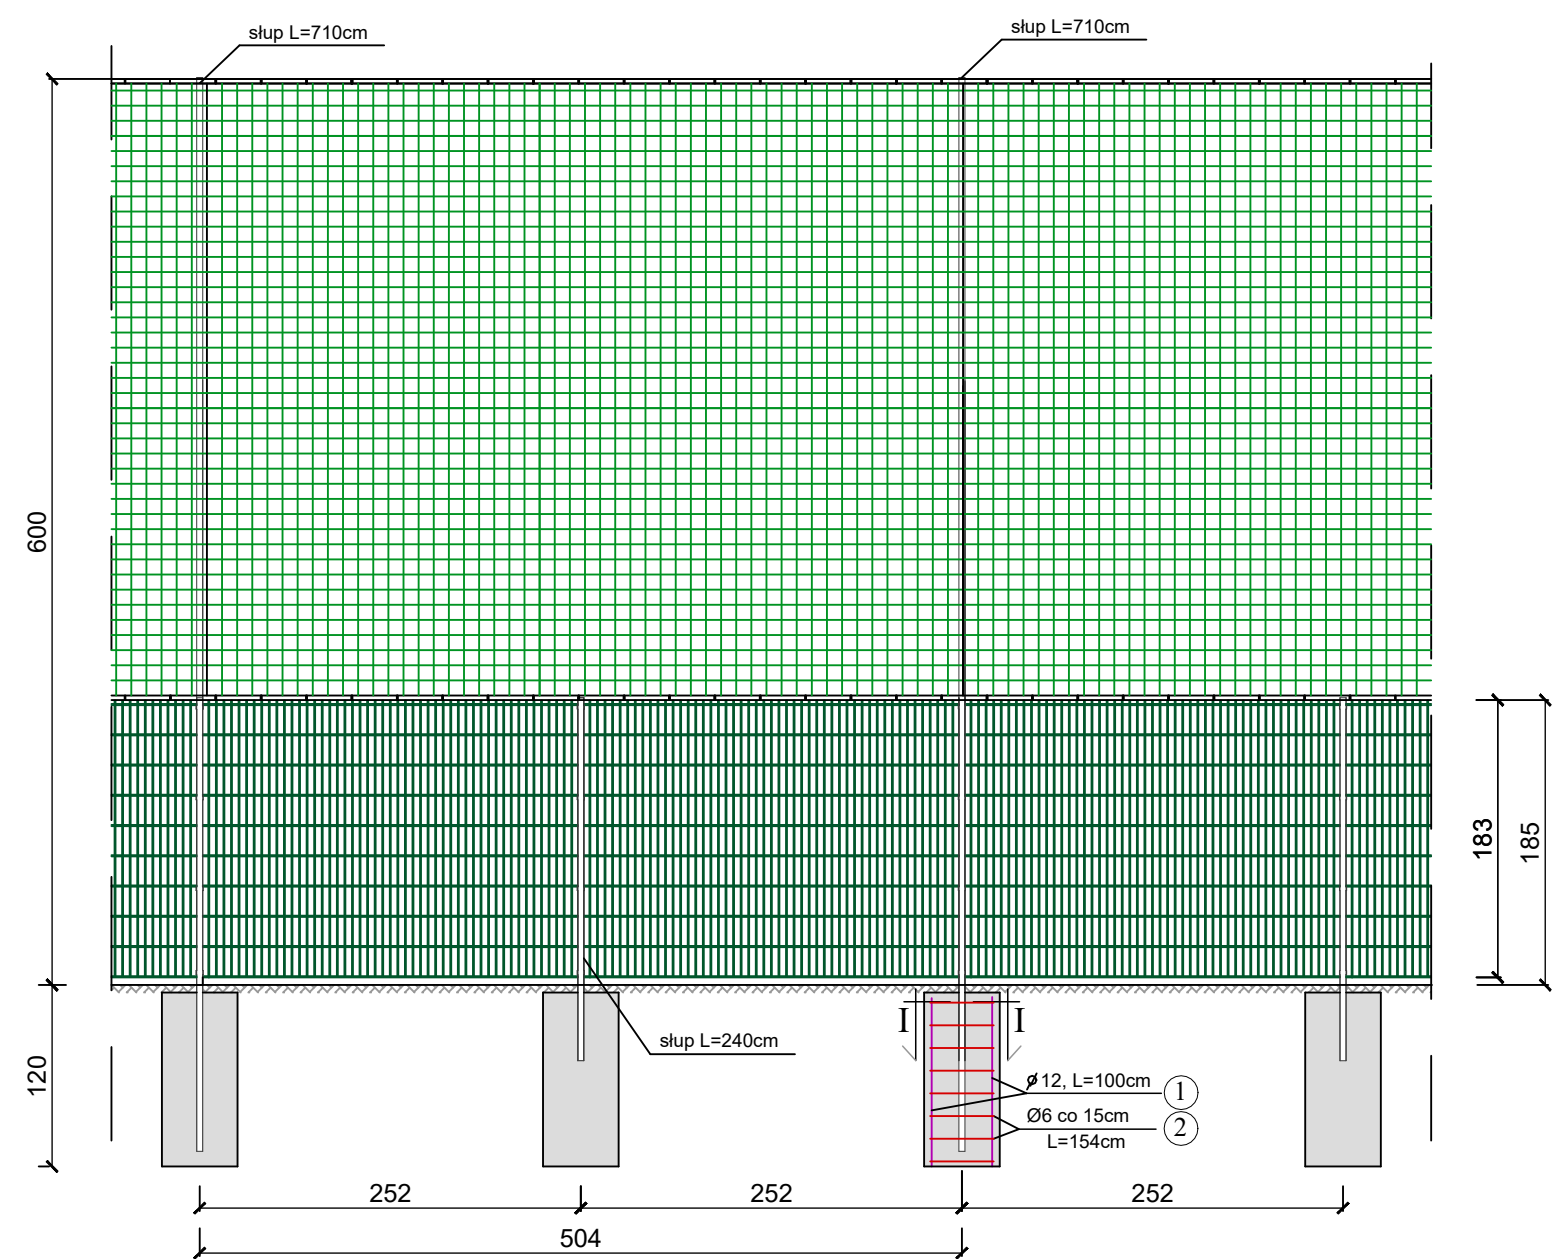 słup L=710cm
słup L=710cm
600
183
185
120
słup L=240cm
I
I
ø12, L=100cm
1
Ø6 co 15cm
L=154cm
2
252
252
252
504